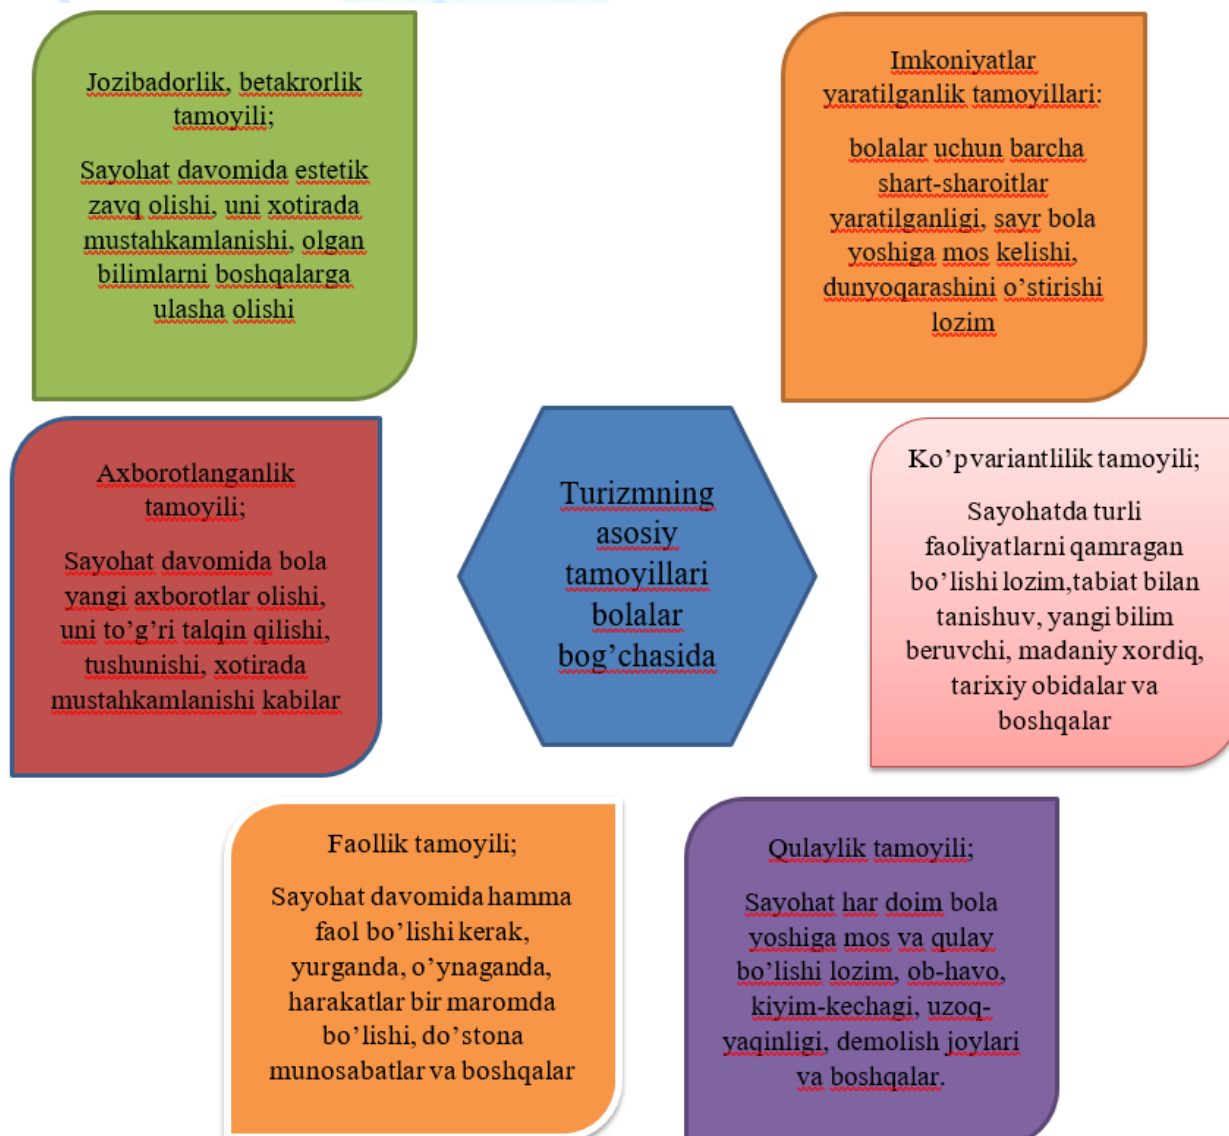 Jozibadorlik, betakrorlik
tamoyili;
Sayohat davomida estetik
zavq olishi, uni xotirada
mustahkamlanishi, olgan
bilimlarni boshqalarga
ulasha olishi
Imkoniyatlar
yaratilganlik tamoyillari:
bolalar uchun barcha
shart-sharoitlar
yaratilganligi, sayr bola
yoshiga mos kelishi,
dunyoqarashini o’stirishi
lozim
Axborotlanganlik
tamoyili;
Sayohat davomida bola
yangi axborotlar olishi,
uni to’g’ri talqin qilishi,
tushunishi, xotirada
mustahkamlanishi kabilar
Turizmning
asosiy
tamoyillari
bolalar
bog’chasida
Ko’pvariantlilik tamoyili;
Sayohatda turli
faoliyatlarni qamragan
bo’lishi lozim,tabiat bilan
tanishuv, yangi bilim
beruvchi, madaniy xordiq,
tarixiy obidalar va
boshqalar
Faollik tamoyili;
Sayohat davomida hamma
faol bo’lishi kerak,
yurganda, o’ynaganda,
harakatlar bir maromda
bo’lishi, do’stona
munosabatlar va boshqalar
Qulaylik tamoyili;
Sayohat har doim bola
yoshiga mos va qulay
bo’lishi lozim, ob-havo,
kiyim-kechagi, uzoq-
yaqinligi, demolish joylari
va boshqalar.